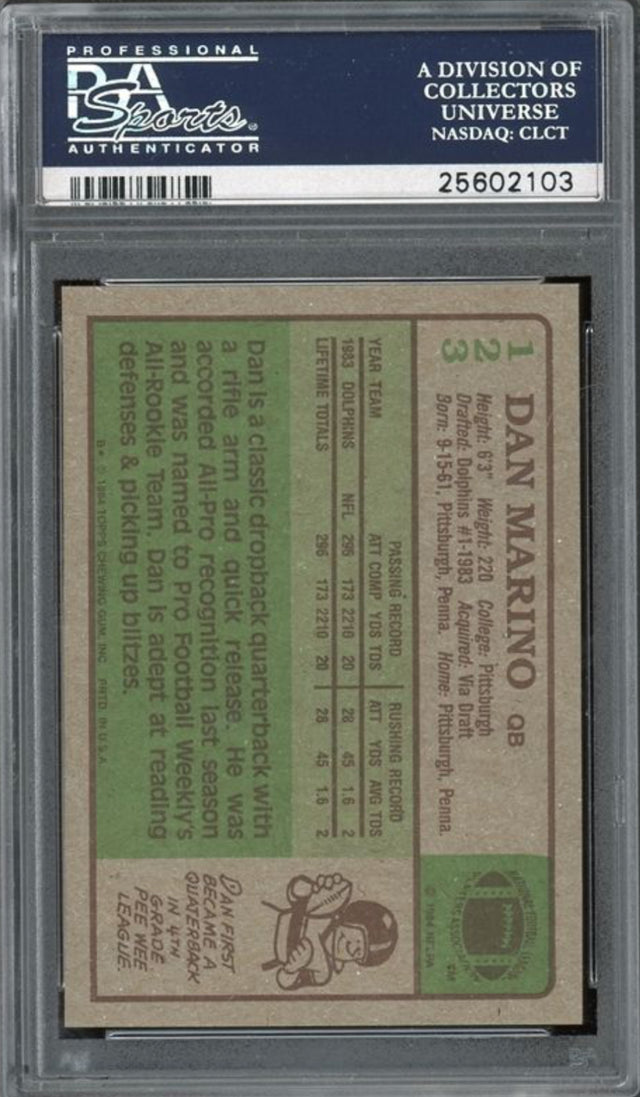 PROFESSIONAL
PSA
Sports
AUTHENTICATOR
A DIVISION OF
COLLECTORS
UNIVERSE
NASDAQ: CLCT
25602103
123
DAN MARINO QB
Height: 6'3" Weight: 220 College: Pittsburgh
Drafted: Dolphins #1-1983 Acquired: Via Draft
Born: 9-15-61, Pittsburgh, Penna. Home: Pittsburgh, Penna.
NATIONAL FOOTBALL LEAGUE
PLAYERS ASSOCIATION
© 1984 NFLPA
PASSING RECORD RUSHING RECORD
YEAR TEAM ATT COMP YDS TDS ATT YDS AVG TDS
1983 DOLPHINS NFL 296 173 2210 20 28 45 1.6 2
LIFETIME TOTALS 296 173 2210 20 28 45 1.6 2
Dan is a classic dropback quarterback with
a rifle arm and quick release. He was
accorded All-Pro recognition last season
and was named to Pro Football Weekly's
All-Rookie Team. Dan is adept at reading
defenses & picking up blitzes.
DAN FIRST
BECAME A
QUATERBACK
IN 4TH
GRADE
PEE WEE
LEAGUE.
B* © 1984 TOPPS CHEWING GUM, INC. PRTD. IN U.S.A.